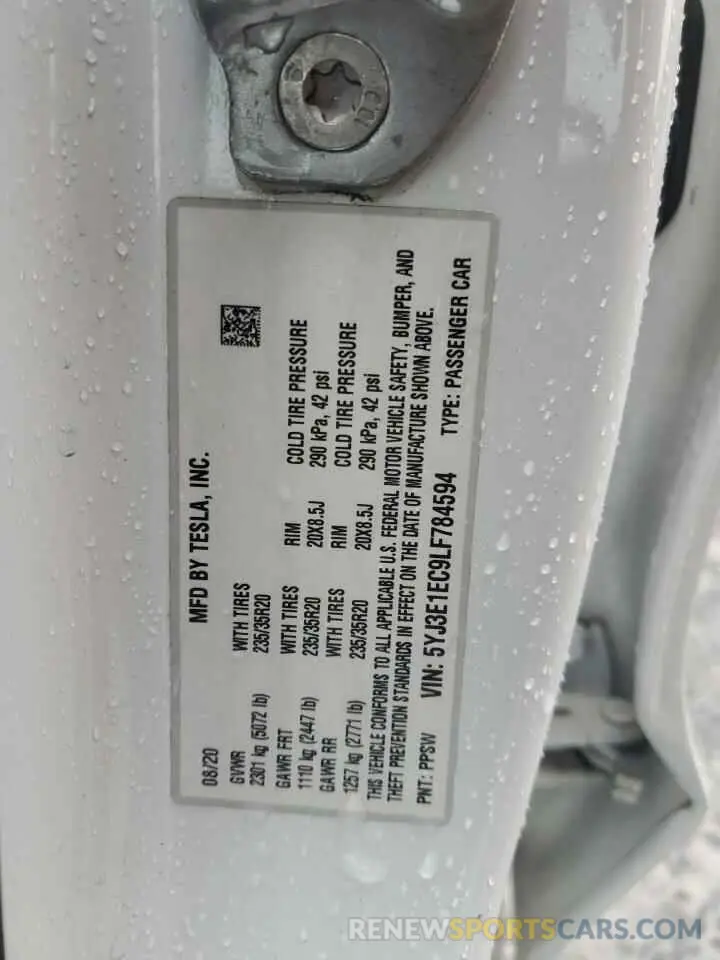 MFD BY TESLA, INC.
08/20
GVWR WITH TIRES
2301 kg (5072 lb) 235/35R20
GAWR FRT WITH TIRES RIM COLD TIRE PRESSURE
1110 kg (2447 lb) 235/35R20 20X8.5J 290 kPa, 42 psi
GAWR RR WITH TIRES RIM COLD TIRE PRESSURE
1257 kg (2771 lb) 235/35R20 20X8.5J 290 kPa, 42 psi
THIS VEHICLE CONFORMS TO ALL APPLICABLE U.S. FEDERAL MOTOR VEHICLE SAFETY, BUMPER, AND
THEFT PREVENTION STANDARDS IN EFFECT ON THE DATE OF MANUFACTURE SHOWN ABOVE.
PNT: PPSW VIN: 5YJ3E1EC9LF784594 TYPE: PASSENGER CAR
RENEWSPORTSCARS.COM